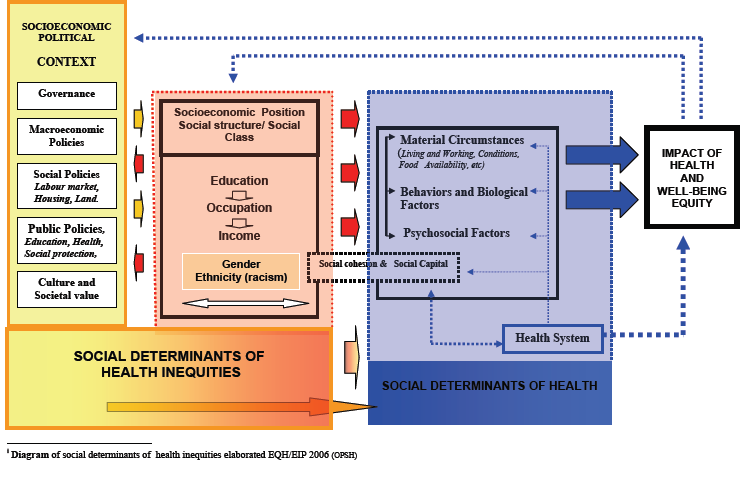 SOCIOECONOMIC
POLITICAL
CONTEXT
Governance
Macroeconomic
Policies
Social Policies
Labour market,
Housing, Land.
Public Policies,
Education, Health,
Social protection,
Culture and
Societal value
Socioeconomic Position
Social structure/ Social
Class
Education
Occupation
Income
Gender
Ethnicity (racism)
Social cohesion & Social Capital
Material Circumstances
(Living and Working, Conditions,
Food Availability, etc)
Behaviors and Biological
Factors
Psychosocial Factors
Health System
IMPACT OF
HEALTH
AND
WELL-BEING
EQUITY
SOCIAL DETERMINANTS OF
HEALTH INEQUITIES
SOCIAL DETERMINANTS OF HEALTH
i Diagram of social determinants of health inequities elaborated EQH/EIP 2006 (OPSH)